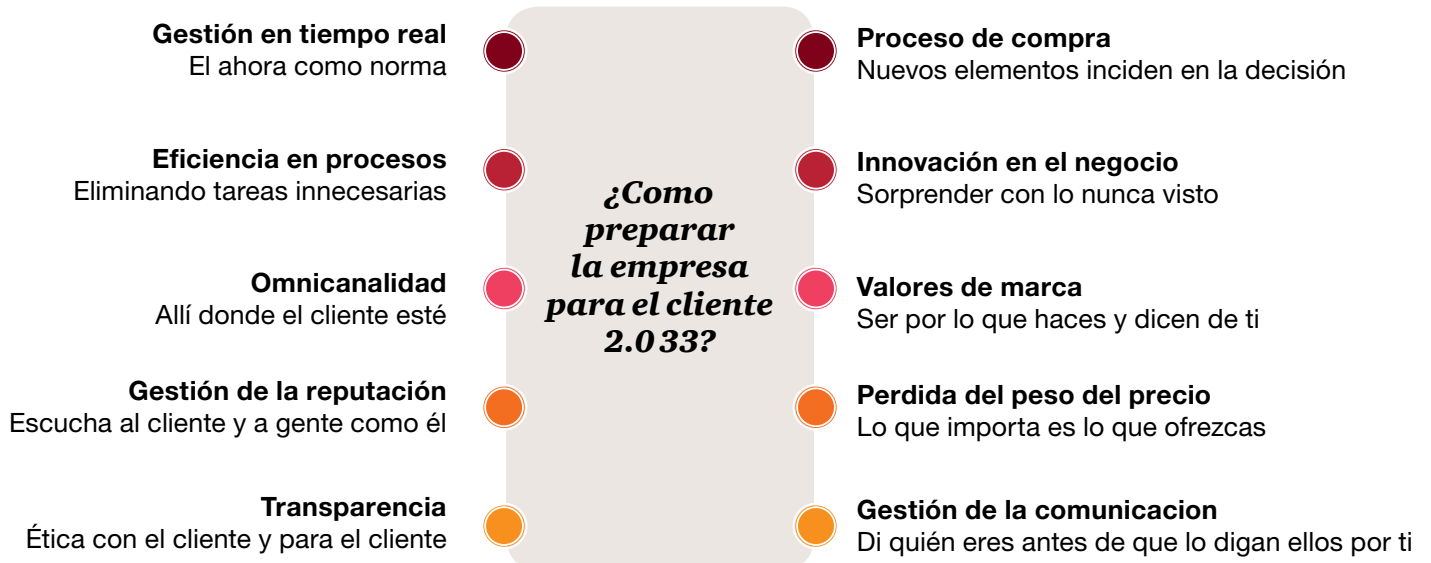 Gestión en tiempo real
El ahora como norma
Eficiencia en procesos
Eliminando tareas innecesarias
Omnicanalidad
Allí donde el cliente esté
Gestión de la reputación
Escucha al cliente y a gente como él
Transparencia
Ética con el cliente y para el cliente
¿Como
preparar
la empresa
para el cliente
2.0 33?
Proceso de compra
Nuevos elementos inciden en la decisión
Innovación en el negocio
Sorprender con lo nunca visto
Valores de marca
Ser por lo que haces y dicen de ti
Perdida del peso del precio
Lo que importa es lo que ofrezcas
Gestión de la comunicacion
Di quién eres antes de que lo digan ellos por ti